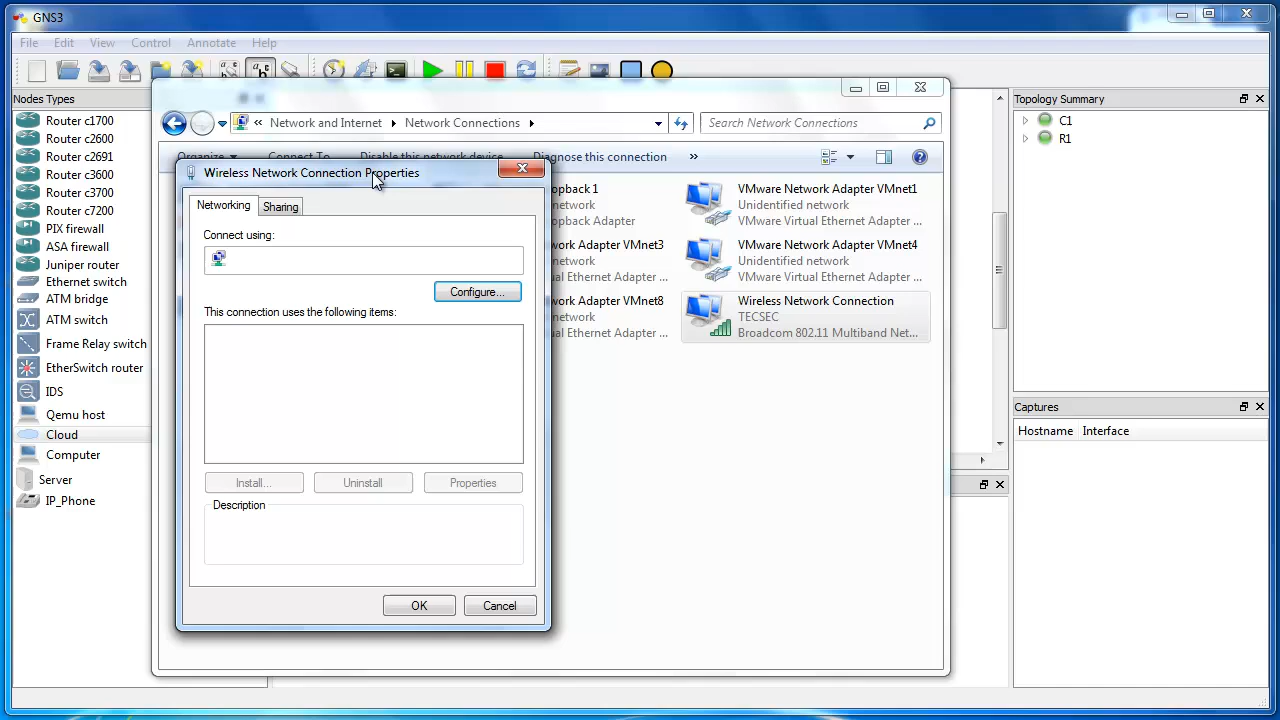 GNS3
File Edit View Control Annotate Help
Nodes Types
Router c1700
Router c2600
Router c2691
Router c3600
Router c3700
Router c7200
PIX firewall
ASA firewall
Juniper router
Ethernet switch
ATM bridge
ATM switch
Frame Relay switch
EtherSwitch router
IDS
Qemu host
Cloud
Computer
Server
IP_Phone
« Network and Internet Network Connections
Search Network Connections
Organize Connect To Disable this network device Diagnose this connection »
Wireless Network Connection Properties
Networking Sharing
Connect using:
Configure...
This connection uses the following items:
Install... Uninstall Properties
Description
OK Cancel
opback 1
network
opback Adapter
VMware Network Adapter VMnet1
Unidentified network
VMware Virtual Ethernet Adapter ...
work Adapter VMnet3
network
ual Ethernet Adapter ...
VMware Network Adapter VMnet4
Unidentified network
VMware Virtual Ethernet Adapter ...
work Adapter VMnet8
network
ual Ethernet Adapter ...
Wireless Network Connection
TECSEC
Broadcom 802.11 Multiband Net...
Topology Summary
C1
R1
Captures
Hostname Interface